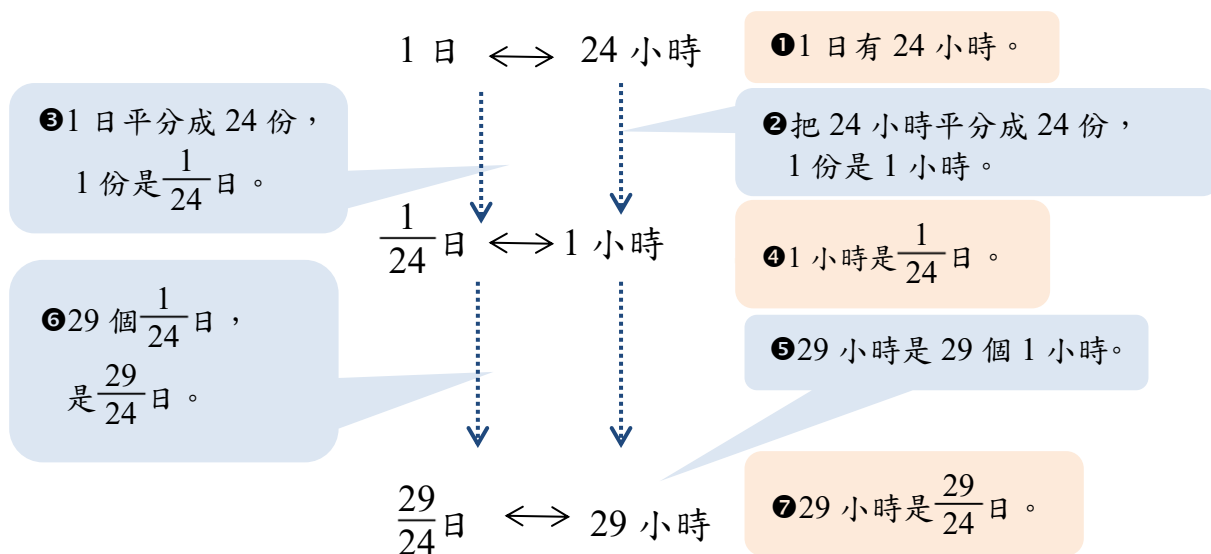 1 日 ⟷ 24 小時
❶1 日有 24 小時。
❸1 日平分成 24 份，
1 份是 1/24 日。
❷把 24 小時平分成 24 份，
1 份是 1 小時。
1/24 日 ⟷ 1 小時
❹1 小時是 1/24 日。
❻29 個 1/24 日，
是 29/24 日。
❺29 小時是 29 個 1 小時。
29/24 日 ⟷ 29 小時
❼29 小時是 29/24 日。